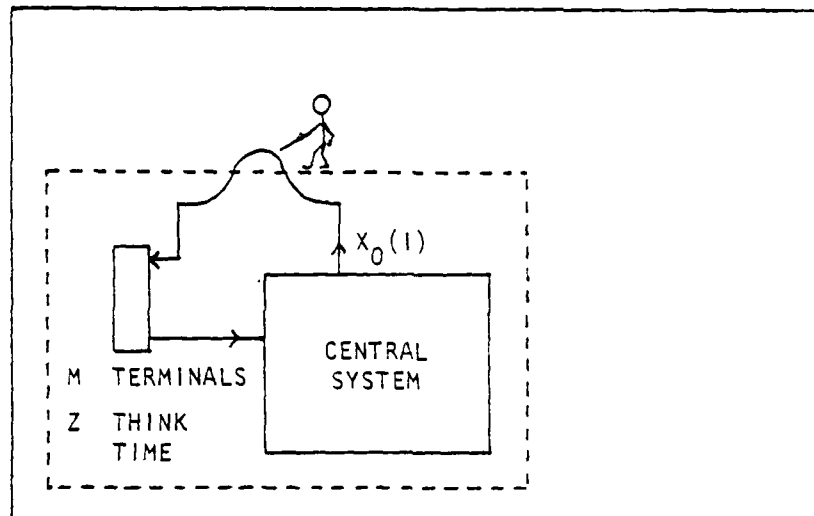 X₀(1)
CENTRAL
SYSTEM
M TERMINALS
Z THINK
TIME